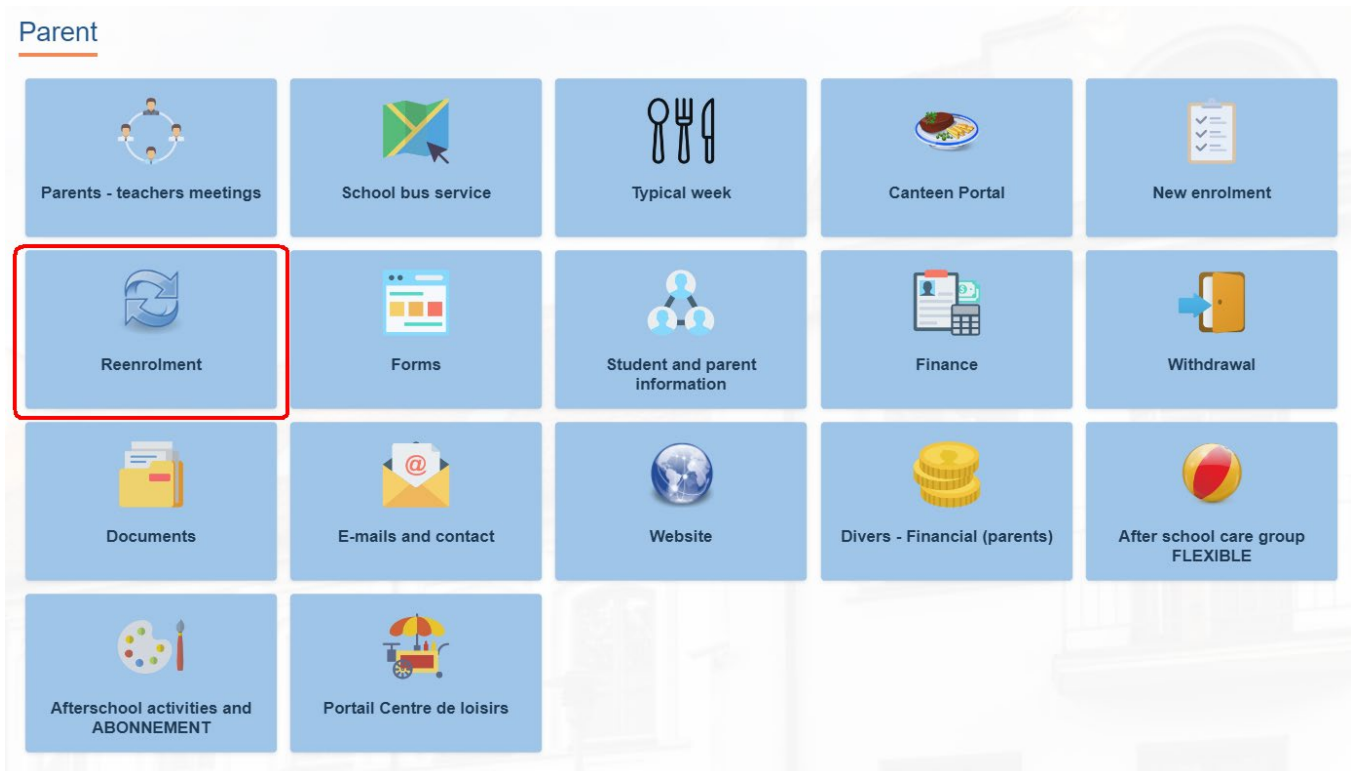 Parent
Parents - teachers meetings
School bus service
Typical week
Canteen Portal
New enrolment
Reenrolment
Forms
Student and parent
information
Finance
Withdrawal
Documents
E-mails and contact
@
Website
Divers - Financial (parents)
After school care group
FLEXIBLE
Afterschool activities and
ABONNEMENT
Portail Centre de loisirs